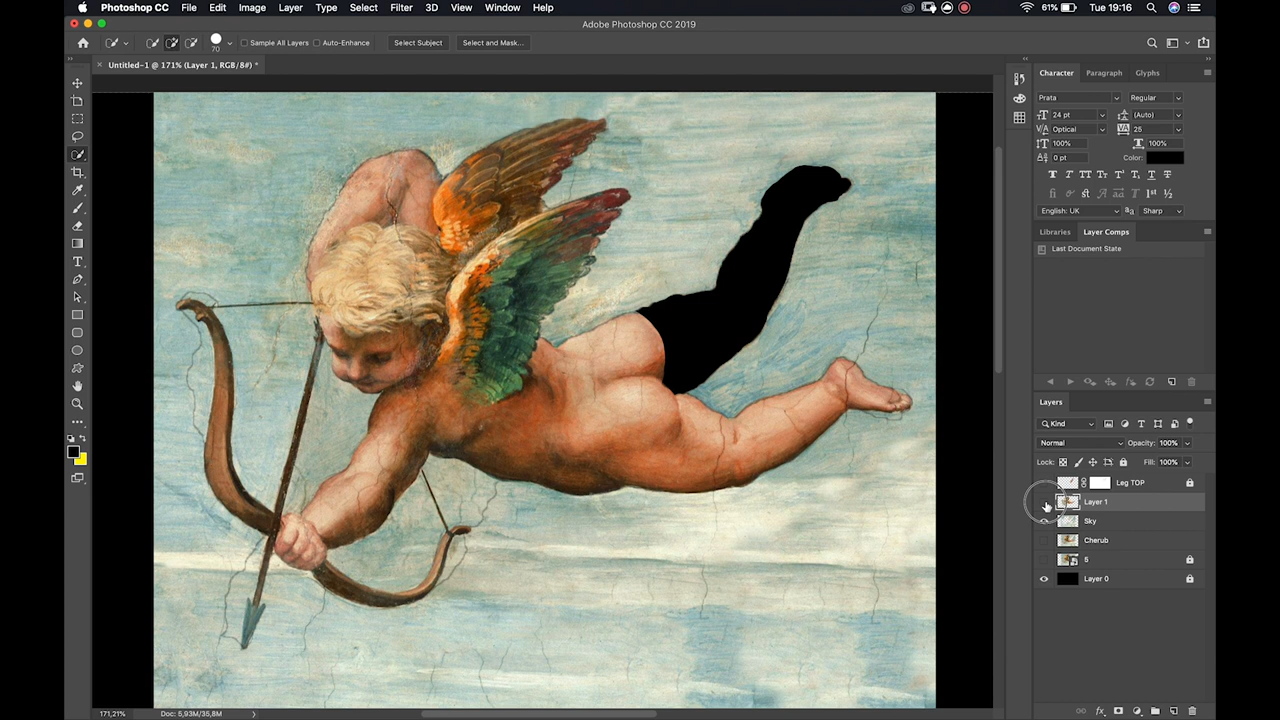 Photoshop CC File Edit Image Layer Type Select Filter 3D View Window Help 61% Tue 19:16
Adobe Photoshop CC 2019
70 Sample All Layers Auto-Enhance Select Subject Select and Mask...
Untitled-1 @ 171% (Layer 1, RGB/8#) *
Character Paragraph Glyphs
Prata Regular
24 pt (Auto)
Optical 25
100% 100%
0 pt Color:
English: UK Sharp
Libraries Layer Comps
Last Document State
Layers
Kind
Normal Opacity: 100%
Lock: Fill: 100%
Leg TOP
Layer 1
Sky
Cherub
5
Layer 0
171,21% Doc: 5,93M/35,8M